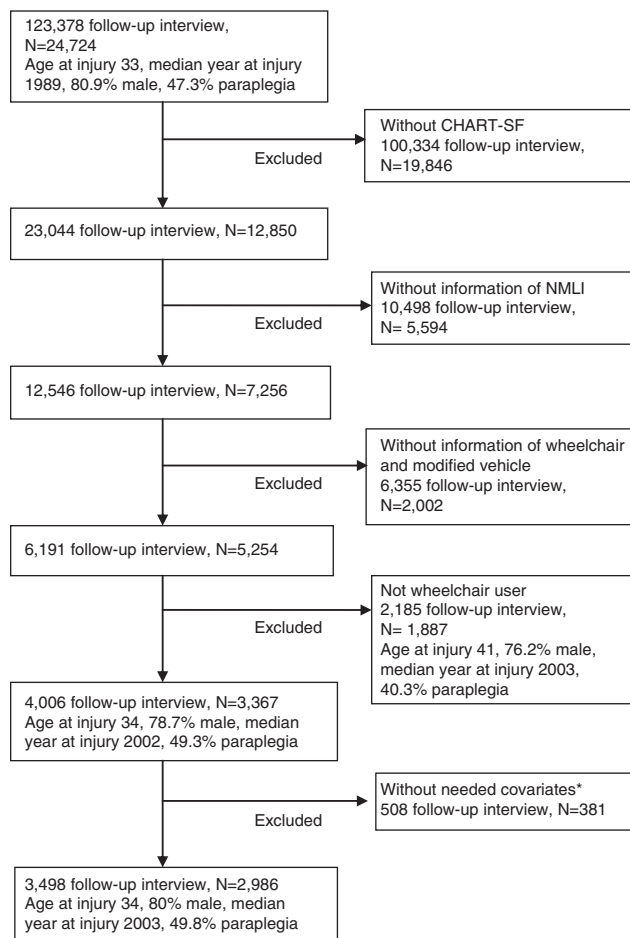 123,378 follow-up interview,
N=24,724
Age at injury 33, median year at injury
1989, 80.9% male, 47.3% paraplegia
Without CHART-SF
100,334 follow-up interview,
N=19,846
Excluded
23,044 follow-up interview, N=12,850
Without information of NMLI
10,498 follow-up interview,
N= 5,594
Excluded
12,546 follow-up interview, N=7,256
Without information of wheelchair
and modified vehicle
6,355 follow-up interview,
N=2,002
Excluded
6,191 follow-up interview, N=5,254
Not wheelchair user
2,185 follow-up interview,
N= 1,887
Age at injury 41, 76.2% male,
median year at injury 2003,
40.3% paraplegia
Excluded
4,006 follow-up interview, N=3,367
Age at injury 34, 78.7% male, median
year at injury 2002, 49.3% paraplegia
Without needed covariates*
508 follow-up interview, N=381
Excluded
3,498 follow-up interview, N=2,986
Age at injury 34, 80% male, median
year at injury 2003, 49.8% paraplegia